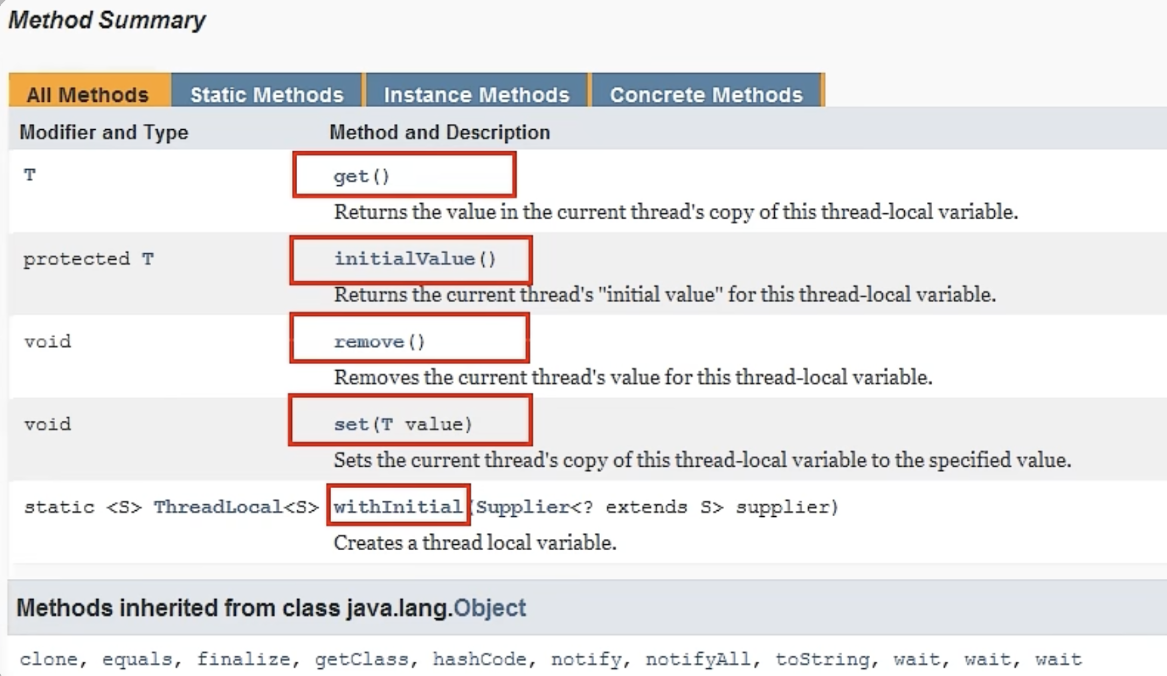 Method Summary
All Methods Static Methods Instance Methods Concrete Methods
Modifier and Type Method and Description
T get()
Returns the value in the current thread's copy of this thread-local variable.
protected T initialValue()
Returns the current thread's "initial value" for this thread-local variable.
void remove()
Removes the current thread's value for this thread-local variable.
void set(T value)
Sets the current thread's copy of this thread-local variable to the specified value.
static <S> ThreadLocal<S> withInitial(Supplier<? extends S> supplier)
Creates a thread local variable.
Methods inherited from class java.lang.Object
clone, equals, finalize, getClass, hashCode, notify, notifyAll, toString, wait, wait, wait